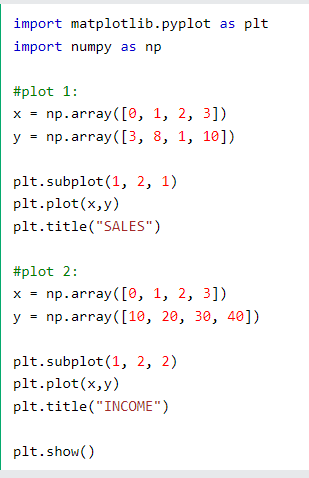 import matplotlib.pyplot as plt
import numpy as np
#plot 1:
x = np.array([0, 1, 2, 3])
y = np.array([3, 8, 1, 10])
plt.subplot(1, 2, 1)
plt.plot(x,y)
plt.title("SALES")
#plot 2:
x = np.array([0, 1, 2, 3])
y = np.array([10, 20, 30, 40])
plt.subplot(1, 2, 2)
plt.plot(x,y)
plt.title("INCOME")
plt.show()